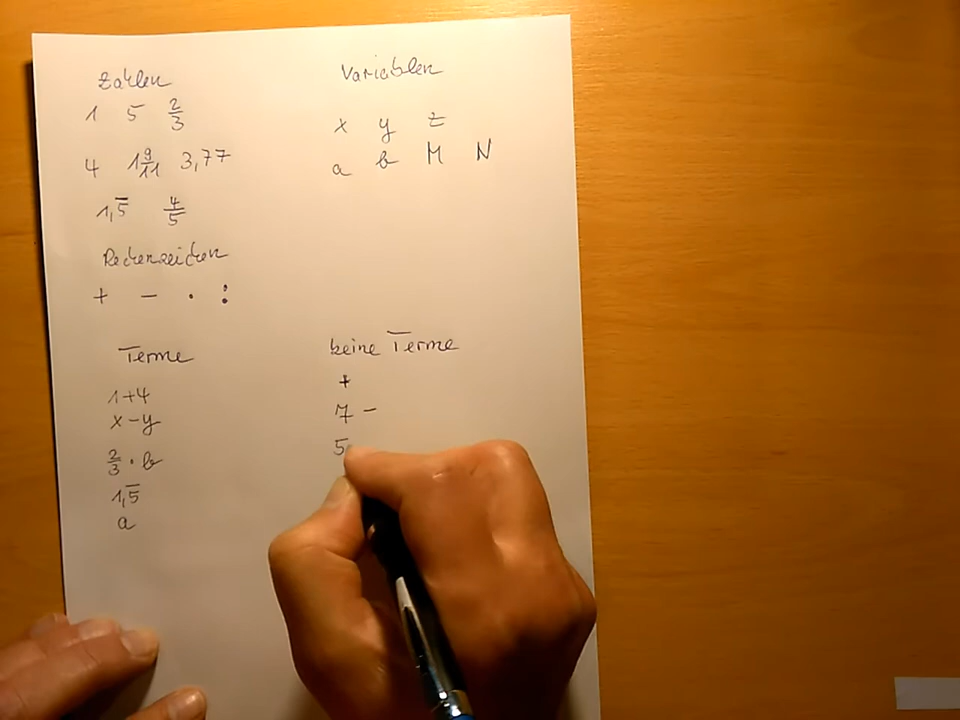 Zahlen
1 5 2/3
4 1 9/11 3,77
1,5̅ 4/5
Rechenzeichen
+ − · :
Variablen
x y z
a b M N
Terme
1+4
x−y
2/3 · b
1,5̅
a
keine Terme
+
7 −
5